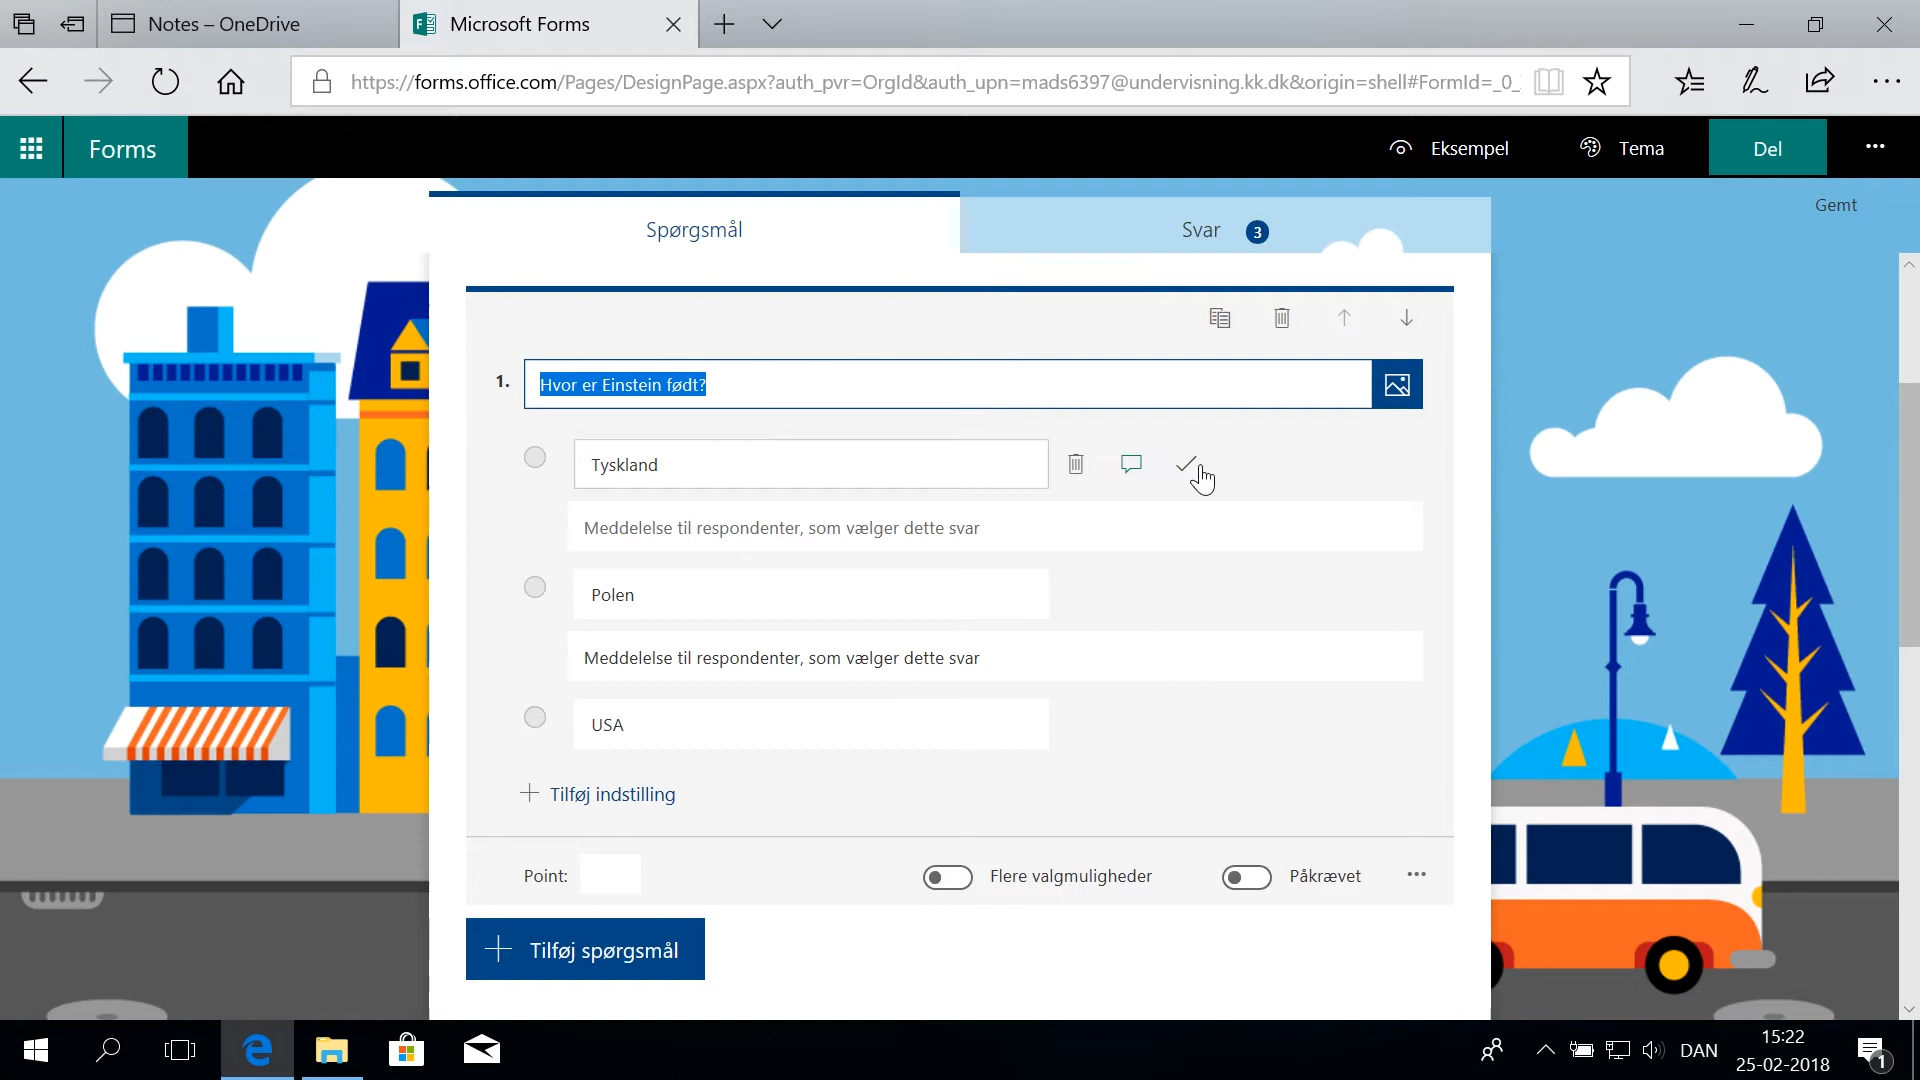 Notes – OneDrive
Microsoft Forms
https://forms.office.com/Pages/DesignPage.aspx?auth_pvr=OrgId&auth_upn=mads6397@undervisning.kk.dk&origin=shell#FormId=_0_
Forms
Eksempel
Tema
Del
Gemt
Spørgsmål
Svar 3
1. Hvor er Einstein født?
Tyskland
Meddelelse til respondenter, som vælger dette svar
Polen
Meddelelse til respondenter, som vælger dette svar
USA
Tilføj indstilling
Point:
Flere valgmuligheder
Påkrævet
Tilføj spørgsmål
DAN
15:22
25-02-2018
1